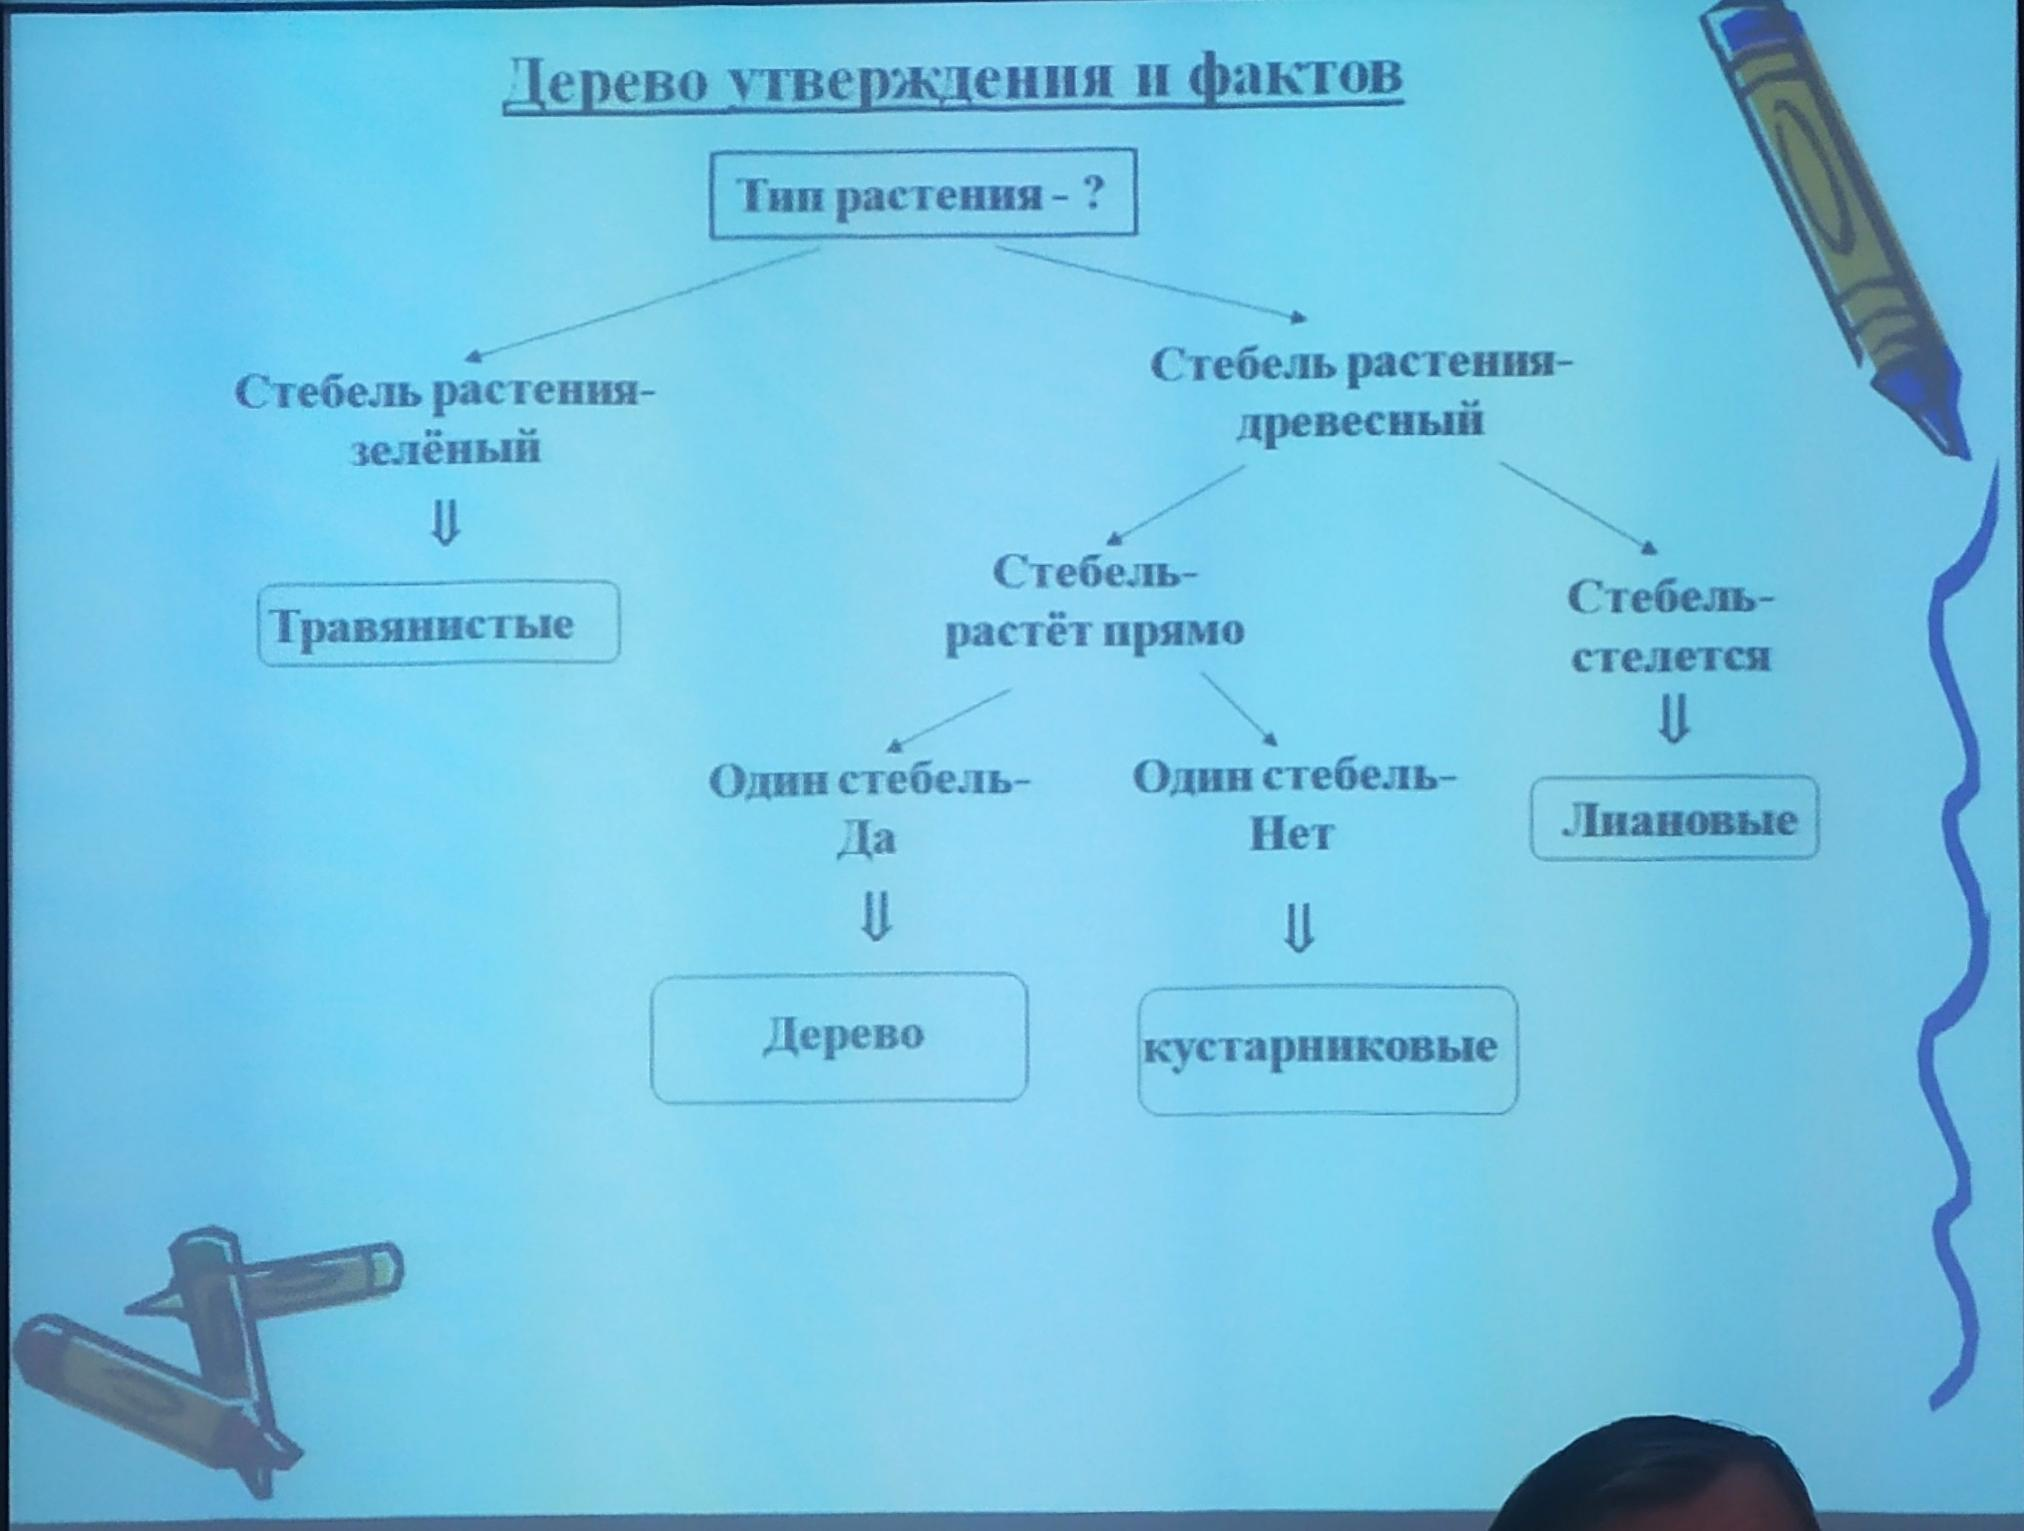 Дерево утверждения и фактов
Тип растения - ?
Стебель растения-
зелёный
⇓
Травянистые
Стебель растения-
древесный
Стебель-
растёт прямо
Стебель-
стелется
⇓
Лиановые
Один стебель-
Да
⇓
Дерево
Один стебель-
Нет
⇓
кустарниковые